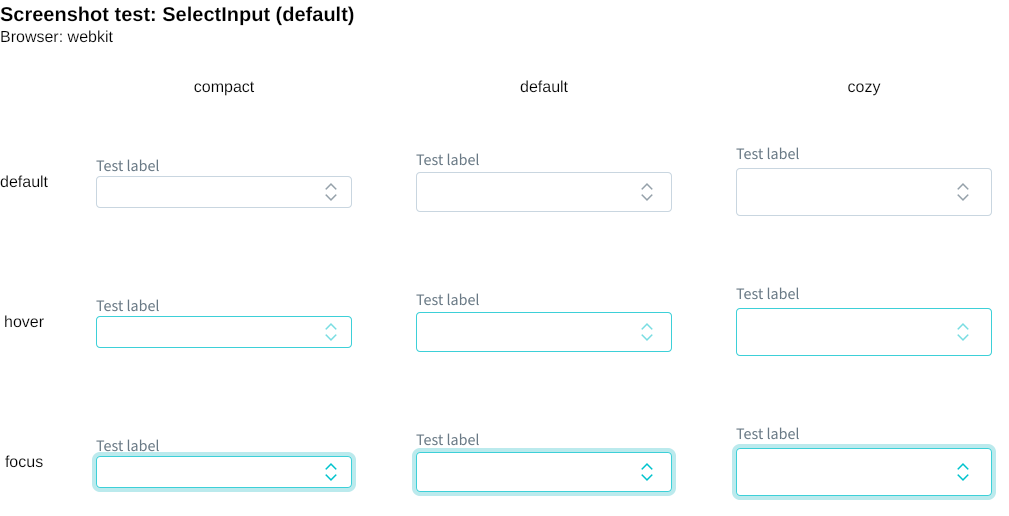 Screenshot test: SelectInput (default)
Browser: webkit
compact default cozy
Test label Test label Test label
default
Test label Test label Test label
hover
Test label Test label Test label
focus